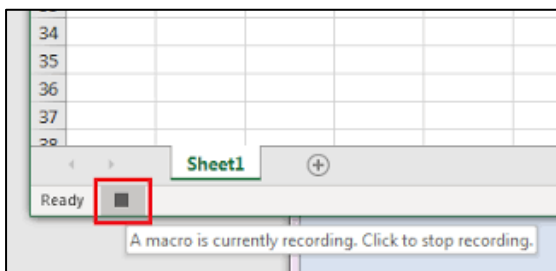 34
35
36
37
Sheet1
Ready
A macro is currently recording. Click to stop recording.